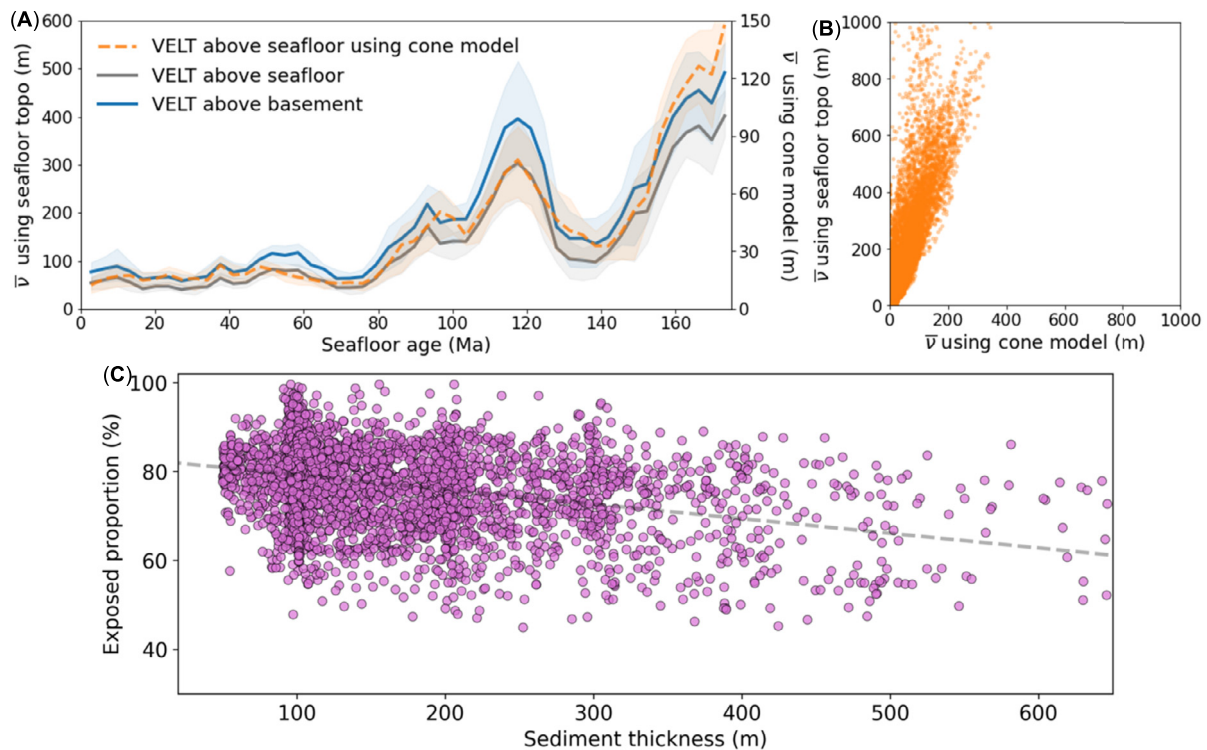 (A)
ν̅ using seafloor topo (m)
600
500
400
300
200
100
0
VELT above seafloor using cone model
VELT above seafloor
VELT above basement
150
120
90
60
30
0
ν̅ using cone model (m)
0 20 40 60 80 100 120 140 160
Seafloor age (Ma)
(B)
ν̅ using seafloor topo (m)
1000
800
600
400
200
0
0 200 400 600 800 1000
ν̅ using cone model (m)
(C)
Exposed proportion (%)
100
80
60
40
100 200 300 400 500 600
Sediment thickness (m)